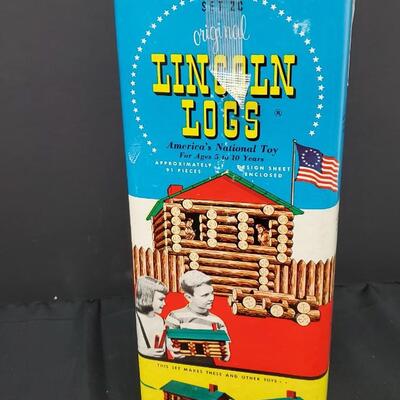 SET 2C
original
LINCOLN
LOGS ®
America's National Toy
For Ages 5 to 10 Years
APPROXIMATELY DESIGN SHEET
95 PIECES ENCLOSED
THIS SET MAKES THESE AND OTHER TOYS